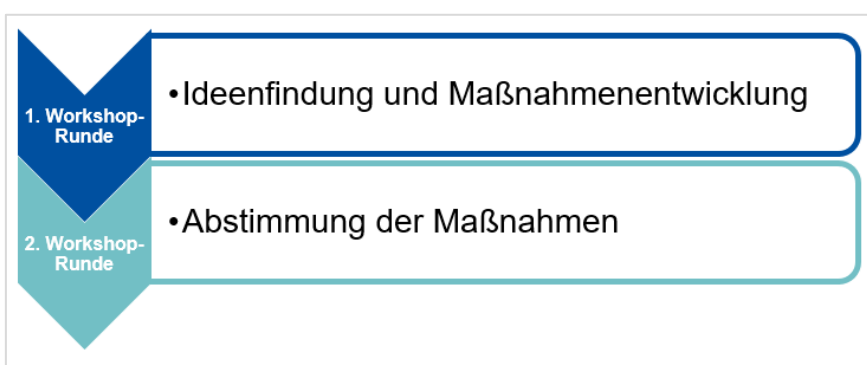 1. Workshop-
Runde
•Ideenfindung und Maßnahmenentwicklung
2. Workshop-
Runde
•Abstimmung der Maßnahmen